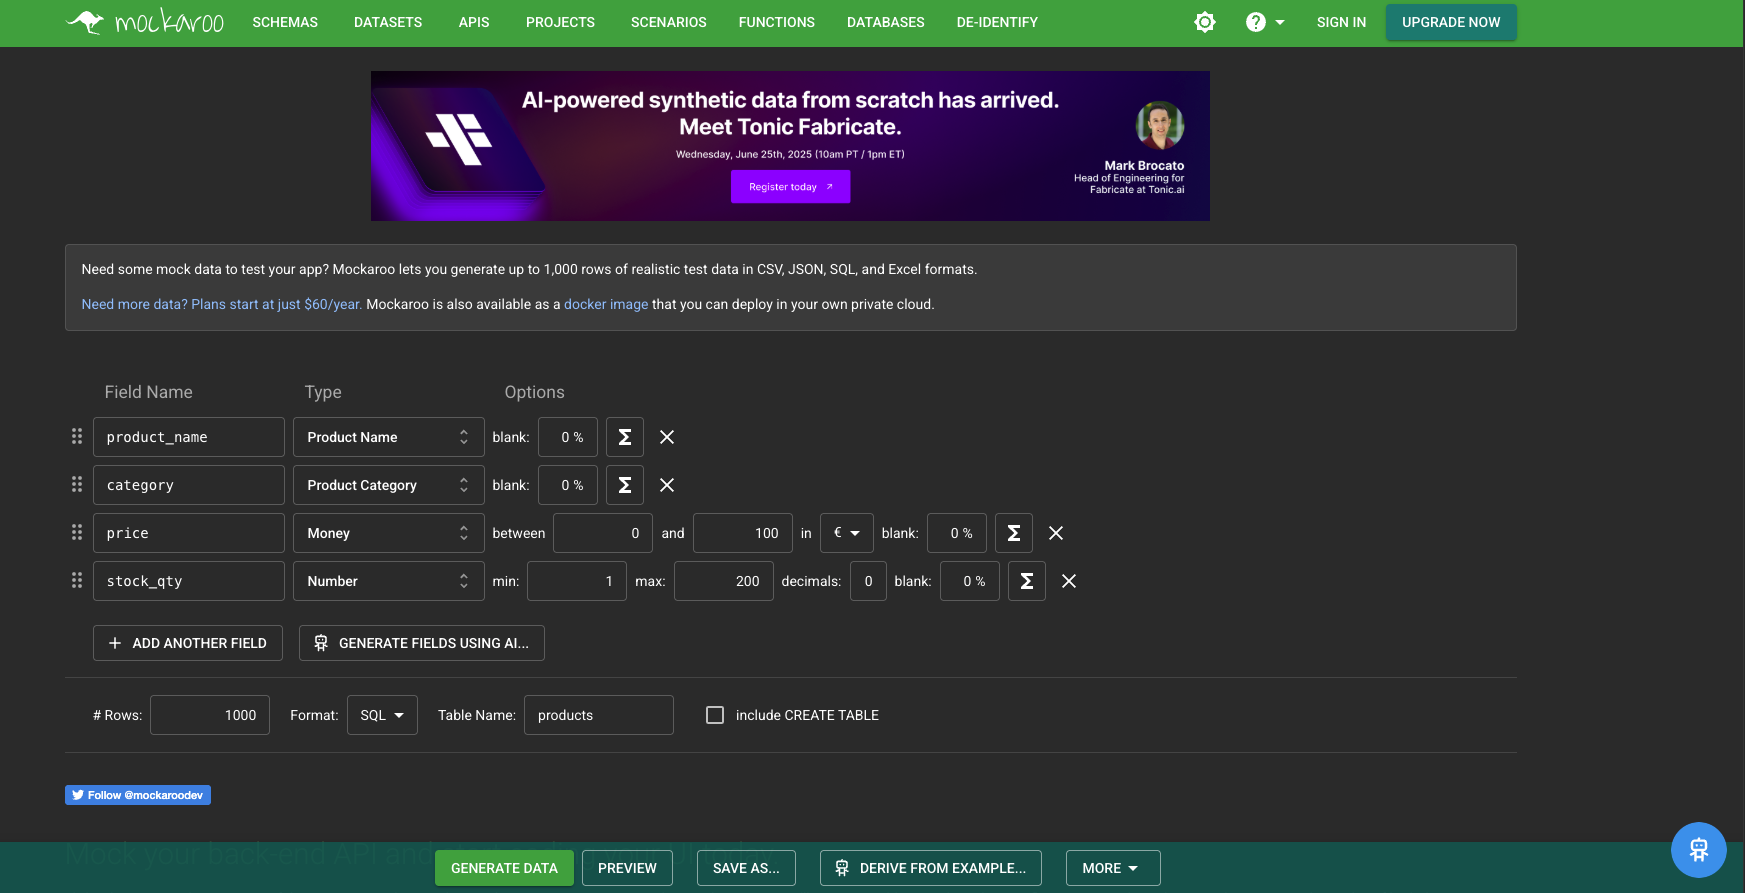 mockaroo SCHEMAS DATASETS APIS PROJECTS SCENARIOS FUNCTIONS DATABASES DE-IDENTIFY SIGN IN UPGRADE NOW
AI-powered synthetic data from scratch has arrived.
Meet Tonic Fabricate.
Wednesday, June 25th, 2025 (10am PT / 1pm ET)
Register today
Mark Brocato
Head of Engineering for
Fabricate at Tonic.ai
Need some mock data to test your app? Mockaroo lets you generate up to 1,000 rows of realistic test data in CSV, JSON, SQL, and Excel formats.
Need more data? Plans start at just $60/year. Mockaroo is also available as a docker image that you can deploy in your own private cloud.
Field Name Type Options
product_name Product Name blank: 0 % Σ
category Product Category blank: 0 % Σ
price Money between 0 and 100 in € blank: 0 % Σ
stock_qty Number min: 1 max: 200 decimals: 0 blank: 0 % Σ
+ ADD ANOTHER FIELD GENERATE FIELDS USING AI...
# Rows: 1000 Format: SQL Table Name: products include CREATE TABLE
Follow @mockaroodev
Mock your back-end API and
GENERATE DATA PREVIEW SAVE AS... DERIVE FROM EXAMPLE... MORE